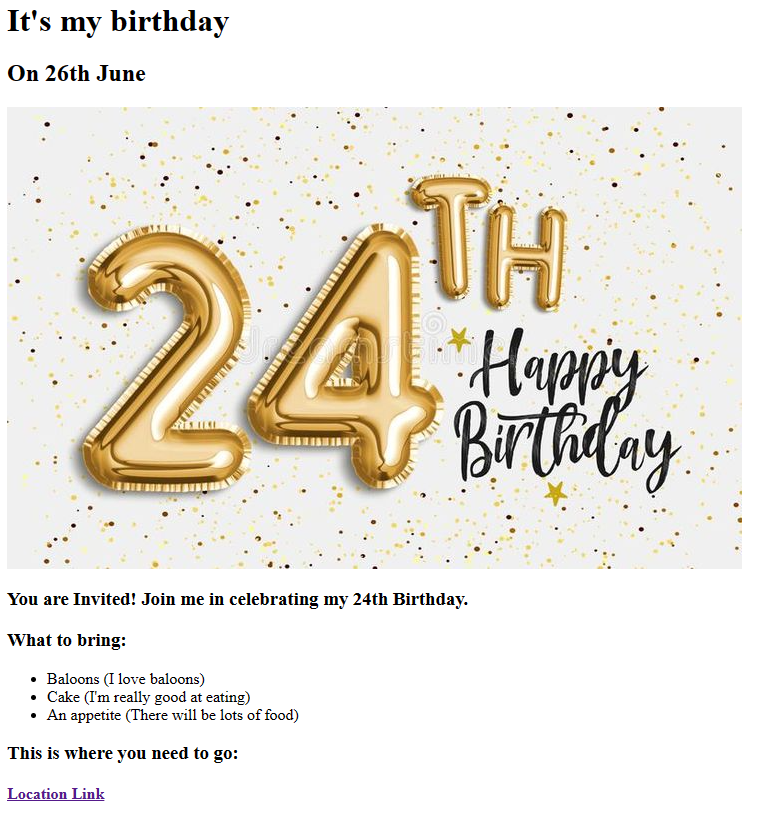 It's my birthday
On 26th June
24TH
Happy
Birthday
You are Invited! Join me in celebrating my 24th Birthday.
What to bring:
Baloons (I love baloons)
Cake (I'm really good at eating)
An appetite (There will be lots of food)
This is where you need to go:
Location Link